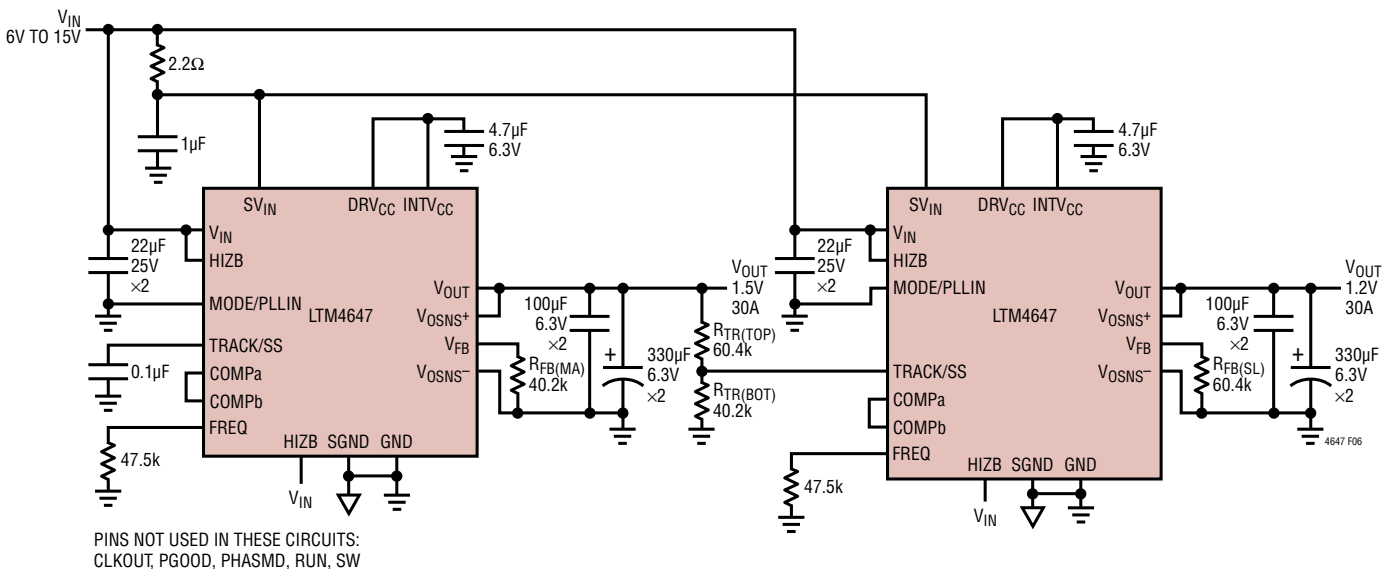 VIN
6V TO 15V
2.2Ω
1µF
4.7µF
6.3V
SVIN
DRVCC INTVCC
VIN
HIZB
22µF
25V
×2
MODE/PLLIN
LTM4647
TRACK/SS
0.1µF
COMPa
COMPb
FREQ
47.5k
HIZB SGND GND
VIN
VOUT
VOSNS+
VFB
VOSNS–
RFB(MA)
40.2k
100µF
6.3V
×2
+
330µF
6.3V
×2
VOUT
1.5V
30A
RTR(TOP)
60.4k
RTR(BOT)
40.2k
4.7µF
6.3V
SVIN
DRVCC INTVCC
VIN
HIZB
22µF
25V
×2
MODE/PLLIN
LTM4647
TRACK/SS
COMPa
COMPb
FREQ
47.5k
HIZB SGND GND
VIN
VOUT
VOSNS+
VFB
VOSNS–
RFB(SL)
60.4k
100µF
6.3V
×2
+
330µF
6.3V
×2
VOUT
1.2V
30A
4647 F06
PINS NOT USED IN THESE CIRCUITS:
CLKOUT, PGOOD, PHASMD, RUN, SW